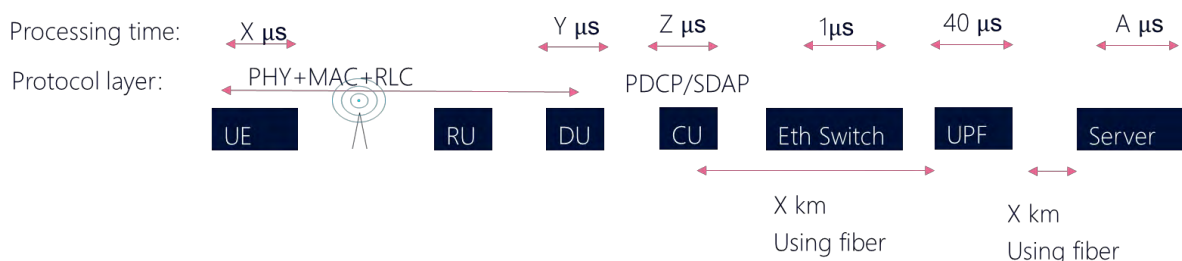 Processing time: X μs Y μs Z μs 1μs 40 μs A μs
Protocol layer: PHY+MAC+RLC PDCP/SDAP
UE RU DU CU Eth Switch UPF Server
X km
Using fiber
X km
Using fiber